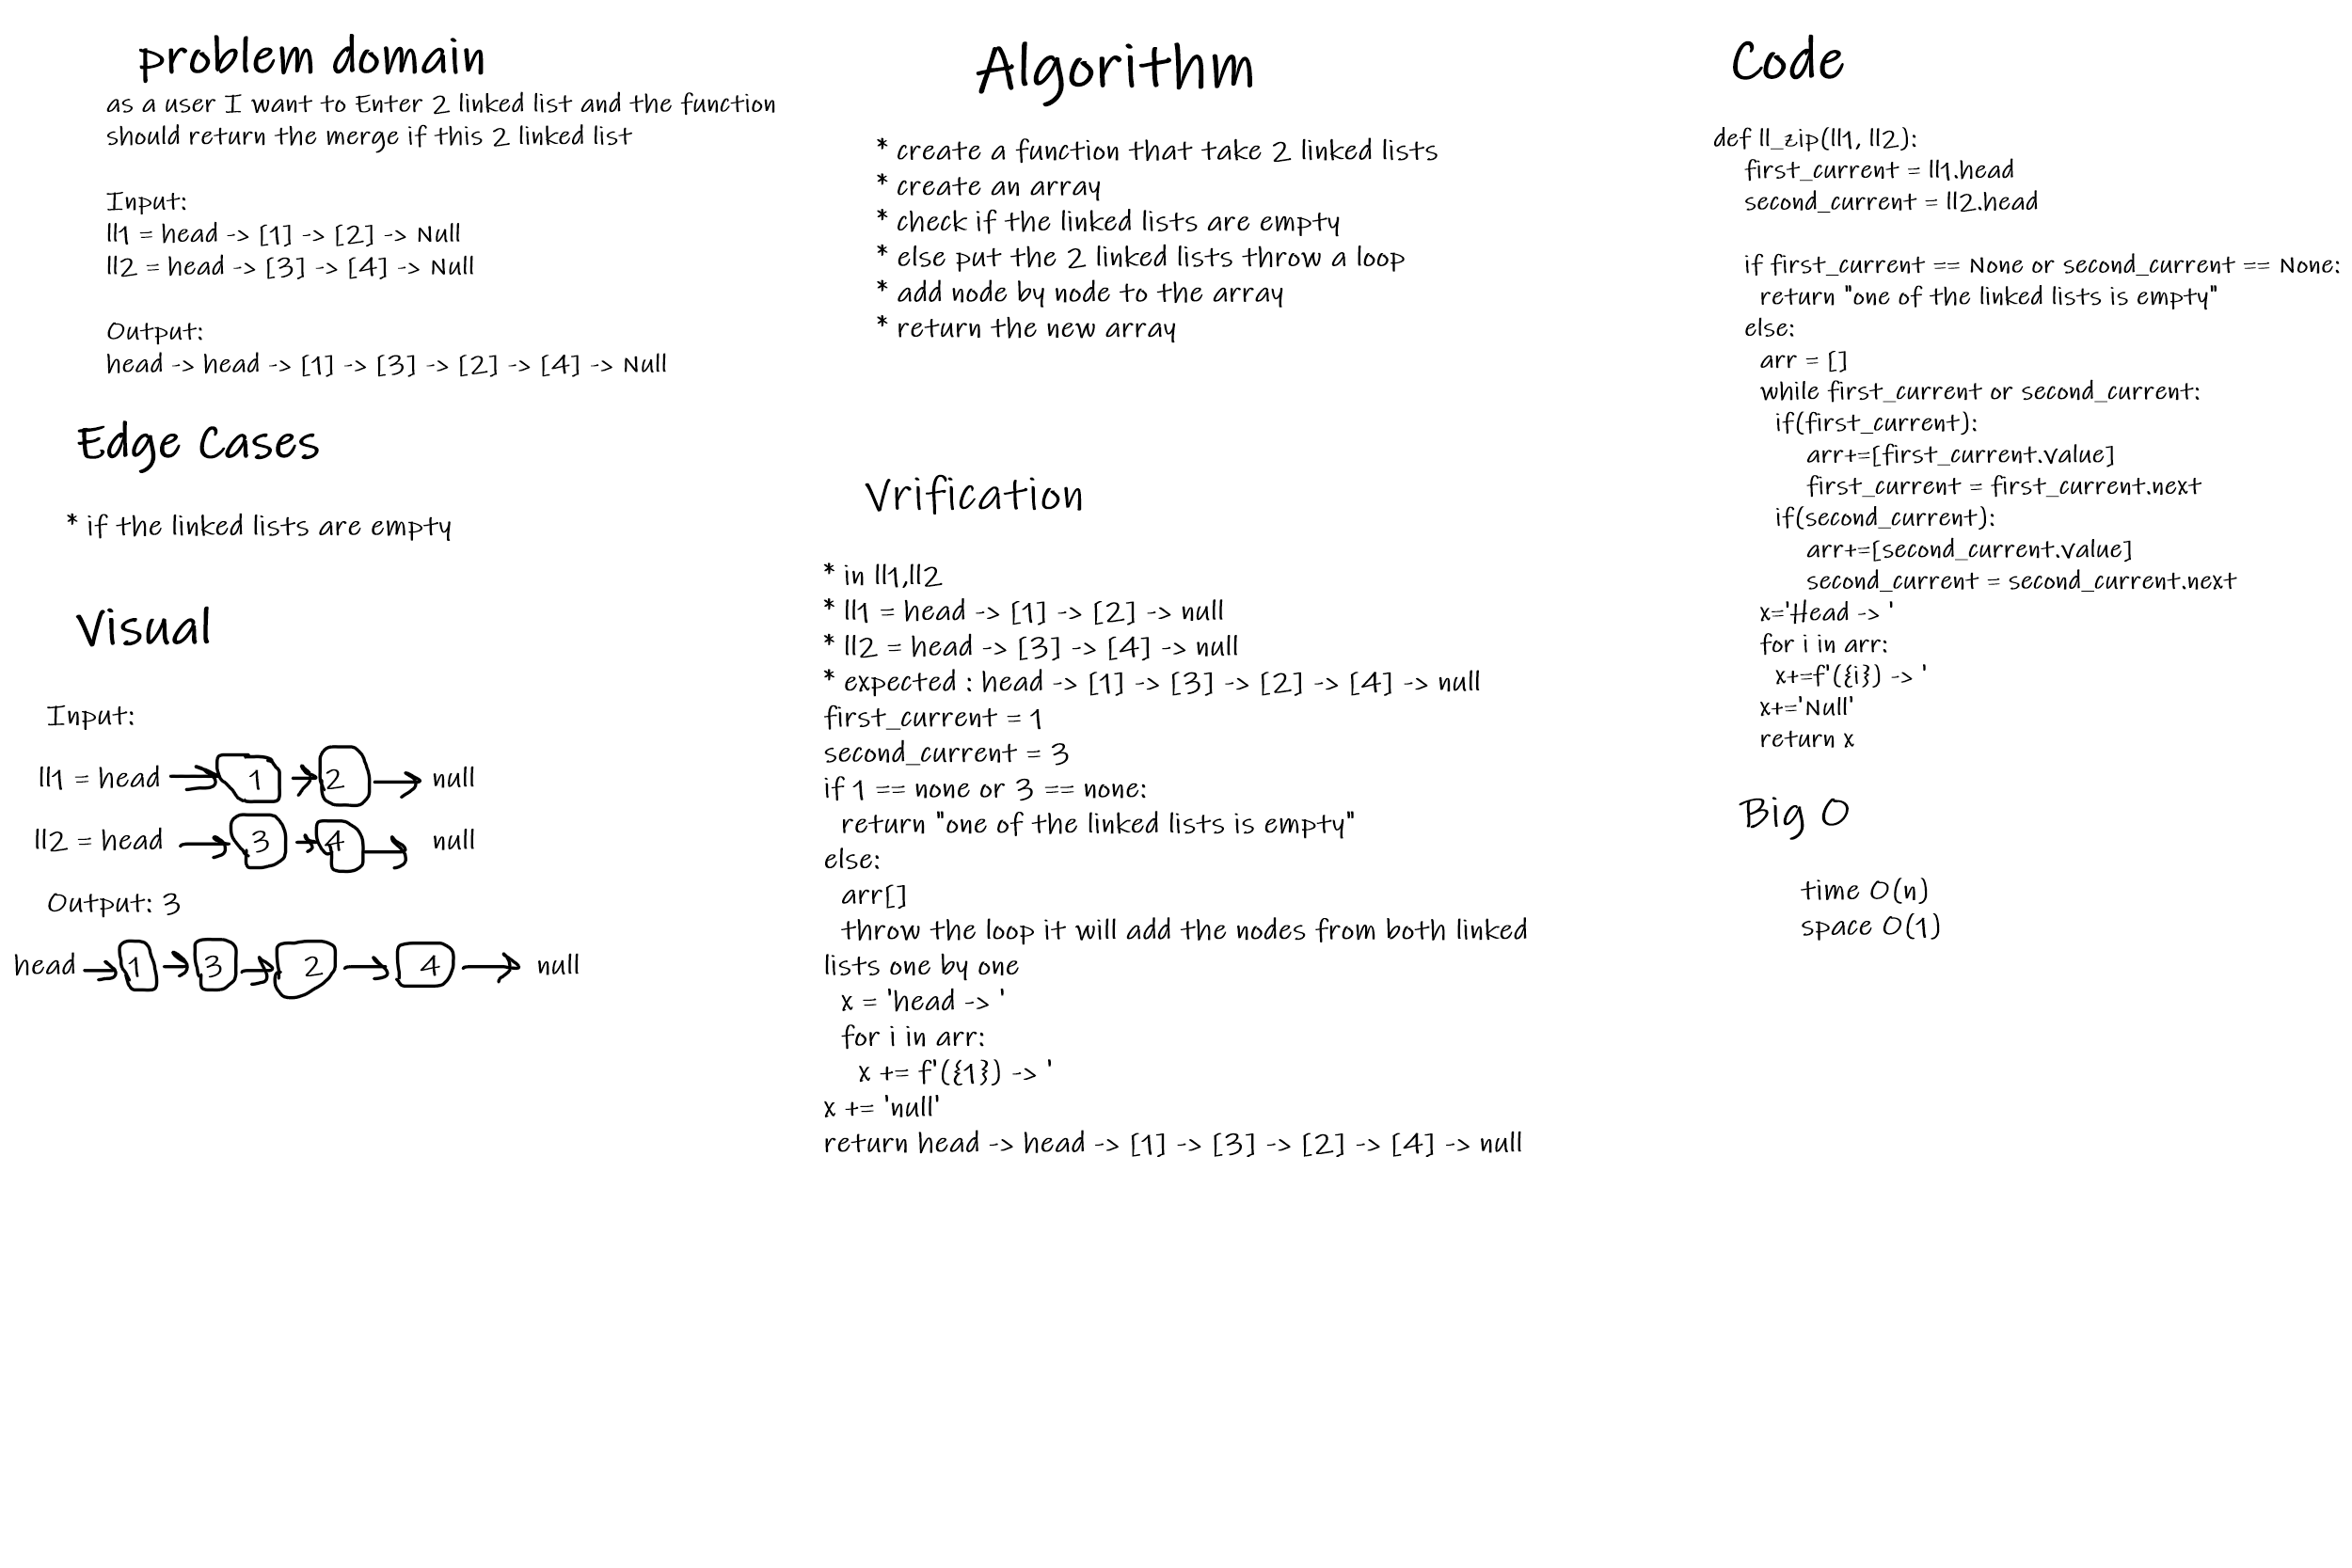 problem domain
as a user I want to Enter 2 linked list and the function
should return the merge if this 2 linked list
Input:
ll1 = head -> [1] -> [2] -> Null
ll2 = head -> [3] -> [4] -> Null
Output:
head -> head -> [1] -> [3] -> [2] -> [4] -> Null
Edge Cases
* if the linked lists are empty
Visual
Input:
ll1 = head 1 2 null
ll2 = head 3 4 null
Output: 3
head 1 3 2 4 null
Algorithm
* create a function that take 2 linked lists
* create an array
* check if the linked lists are empty
* else put the 2 linked lists throw a loop
* add node by node to the array
* return the new array
Vrification
* in ll1,ll2
* ll1 = head -> [1] -> [2] -> null
* ll2 = head -> [3] -> [4] -> null
* expected : head -> [1] -> [3] -> [2] -> [4] -> null
first_current = 1
second_current = 3
if 1 == none or 3 == none:
return "one of the linked lists is empty"
else:
arr[]
throw the loop it will add the nodes from both linked
lists one by one
x = 'head -> '
for i in arr:
x += f'({1}) -> '
x += 'null'
return head -> head -> [1] -> [3] -> [2] -> [4] -> null
Code
def ll_zip(ll1, ll2):
first_current = ll1.head
second_current = ll2.head
if first_current == None or second_current == None:
return "one of the linked lists is empty"
else:
arr = []
while first_current or second_current:
if(first_current):
arr+=[first_current.value]
first_current = first_current.next
if(second_current):
arr+=[second_current.value]
second_current = second_current.next
x='Head -> '
for i in arr:
x+=f'({i}) -> '
x+='Null'
return x
Big O
time O(n)
space O(1)